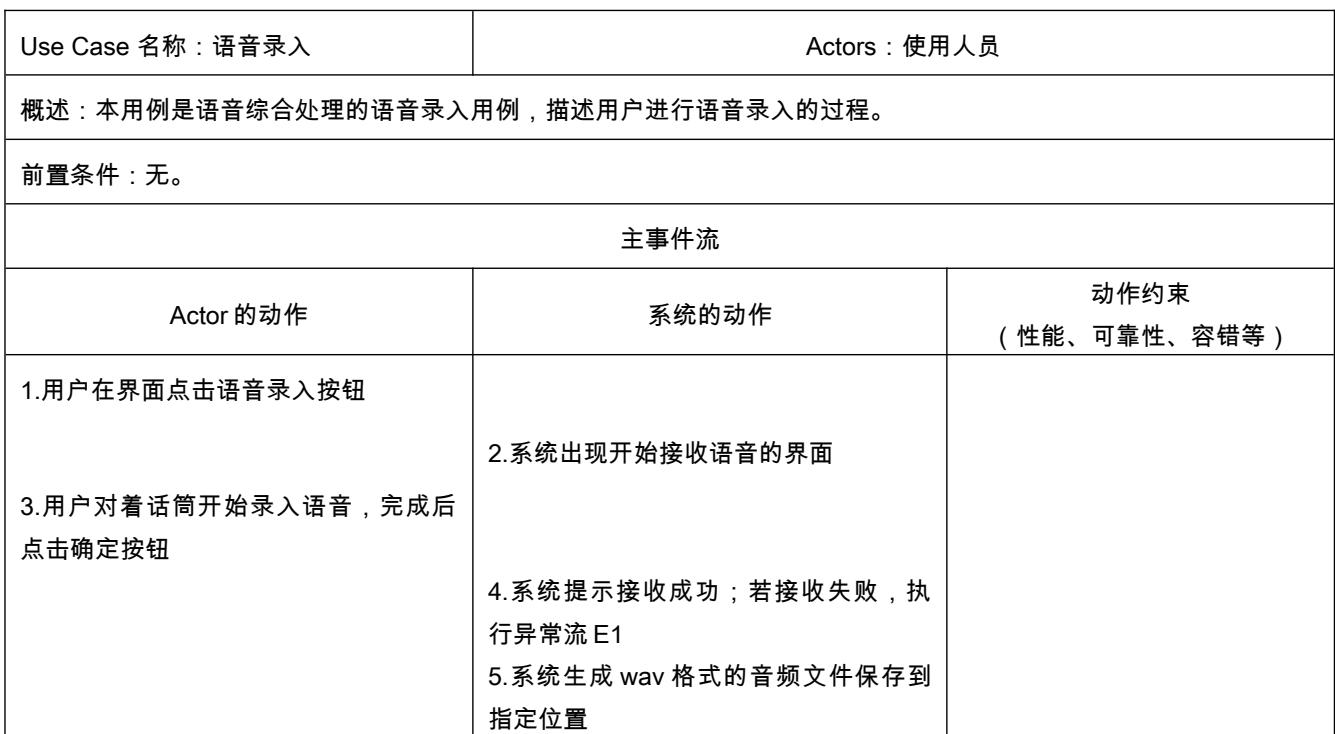 Use Case 名称：语音录入
Actors：使用人员
概述：本用例是语音综合处理的语音录入用例，描述用户进行语音录入的过程。
前置条件：无。
主事件流
Actor 的动作
系统的动作
动作约束
（性能、可靠性、容错等）
1.用户在界面点击语音录入按钮
2.系统出现开始接收语音的界面
3.用户对着话筒开始录入语音，完成后
点击确定按钮
4.系统提示接收成功；若接收失败，执
行异常流 E1
5.系统生成 wav 格式的音频文件保存到
指定位置